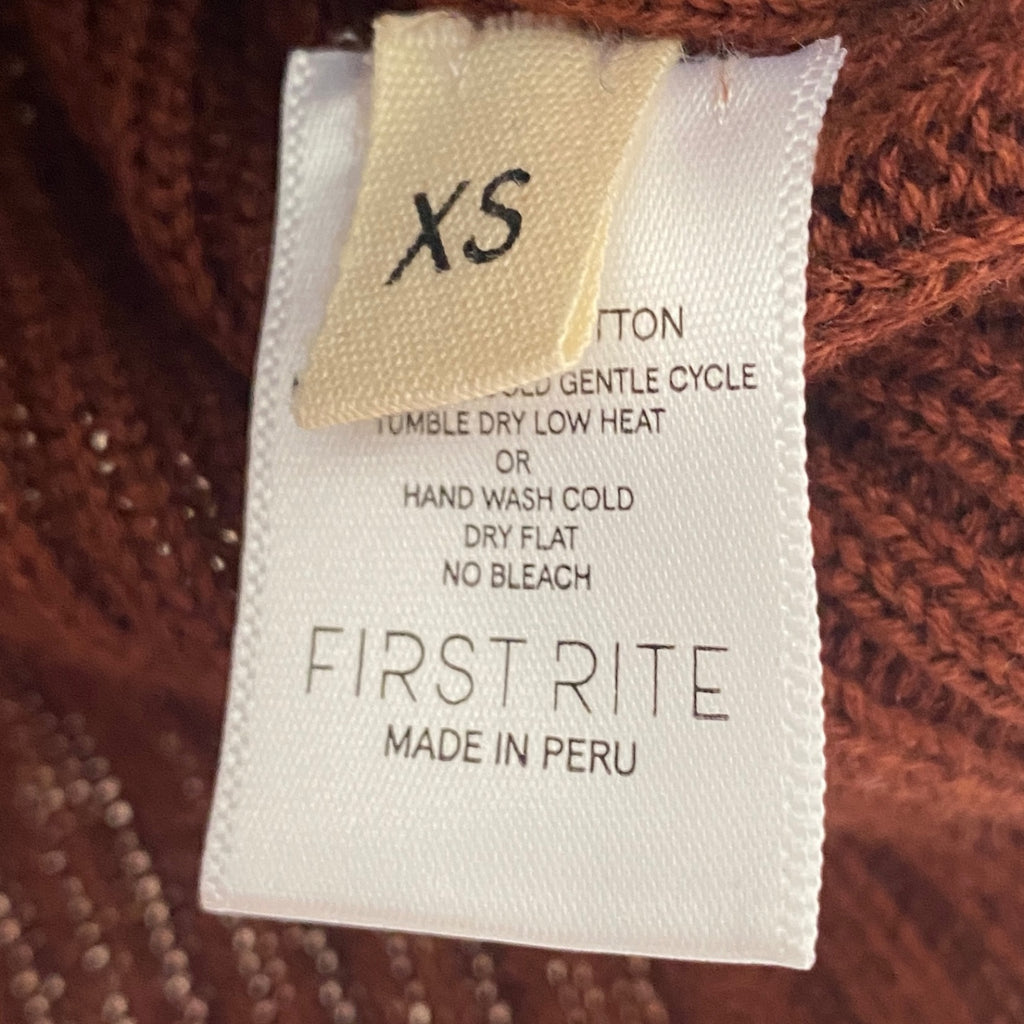 XS
GENTLE CYCLE
TUMBLE DRY LOW HEAT
OR
HAND WASH COLD
DRY FLAT
NO BLEACH
FIRST RITE
MADE IN PERU